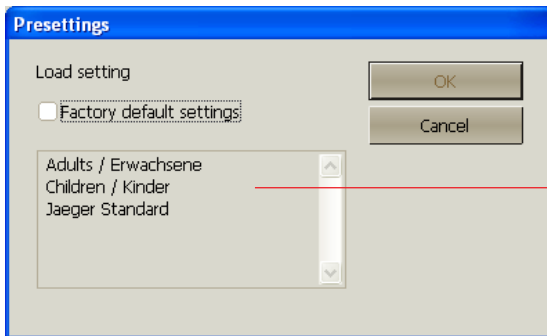 Presettings
Load setting
OK
Factory default settings
Cancel
Adults / Erwachsene
Children / Kinder
Jaeger Standard